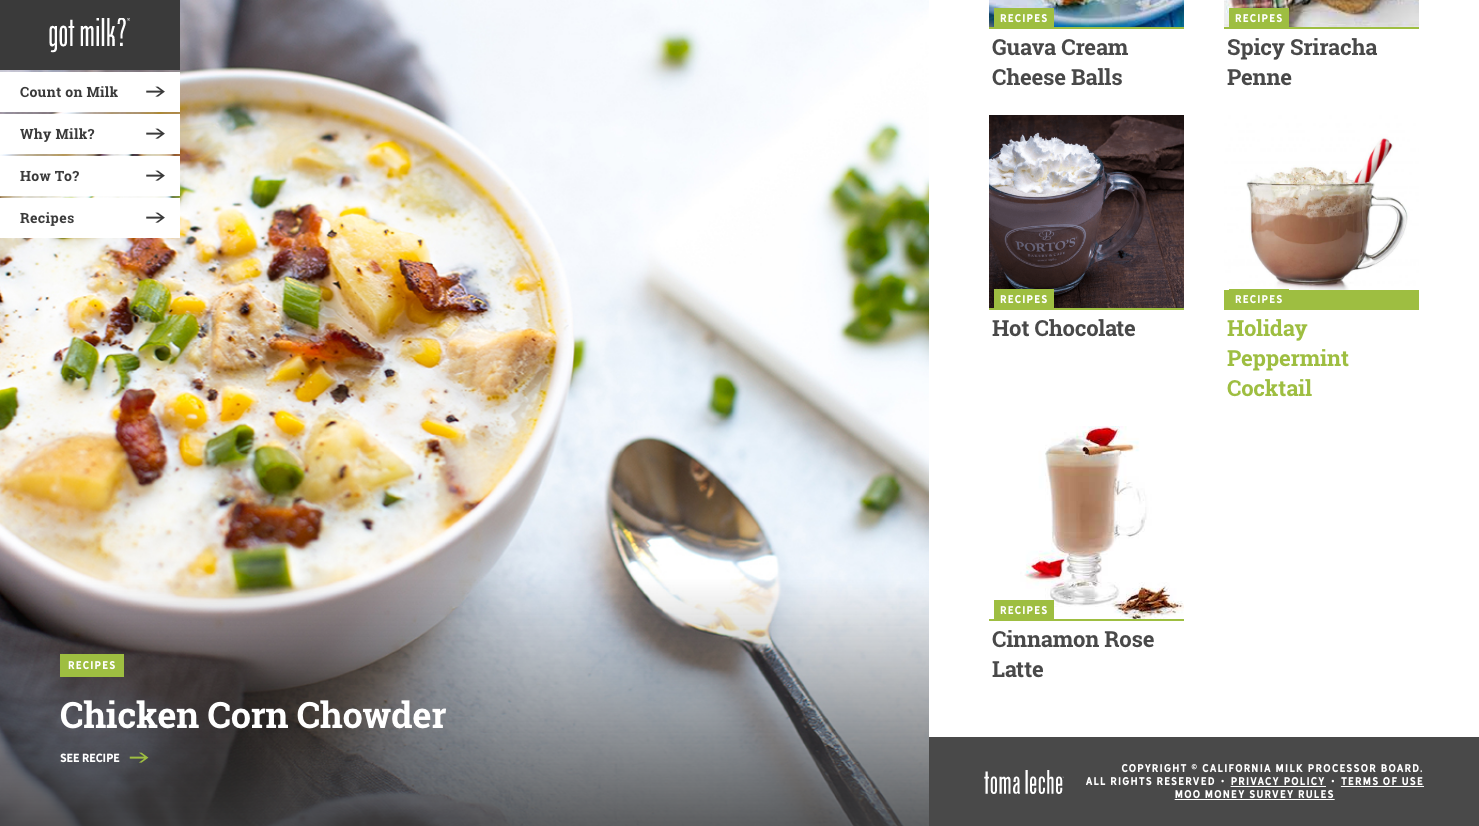 got milk?
Count on Milk
Why Milk?
How To?
Recipes
RECIPES
Chicken Corn Chowder
SEE RECIPE
RECIPES
Guava Cream
Cheese Balls
RECIPES
Spicy Sriracha
Penne
PORTO'S
RECIPES
Hot Chocolate
RECIPES
Holiday
Peppermint
Cocktail
RECIPES
Cinnamon Rose
Latte
toma leche
COPYRIGHT © CALIFORNIA MILK PROCESSOR BOARD.
ALL RIGHTS RESERVED • PRIVACY POLICY • TERMS OF USE
MOO MONEY SURVEY RULES